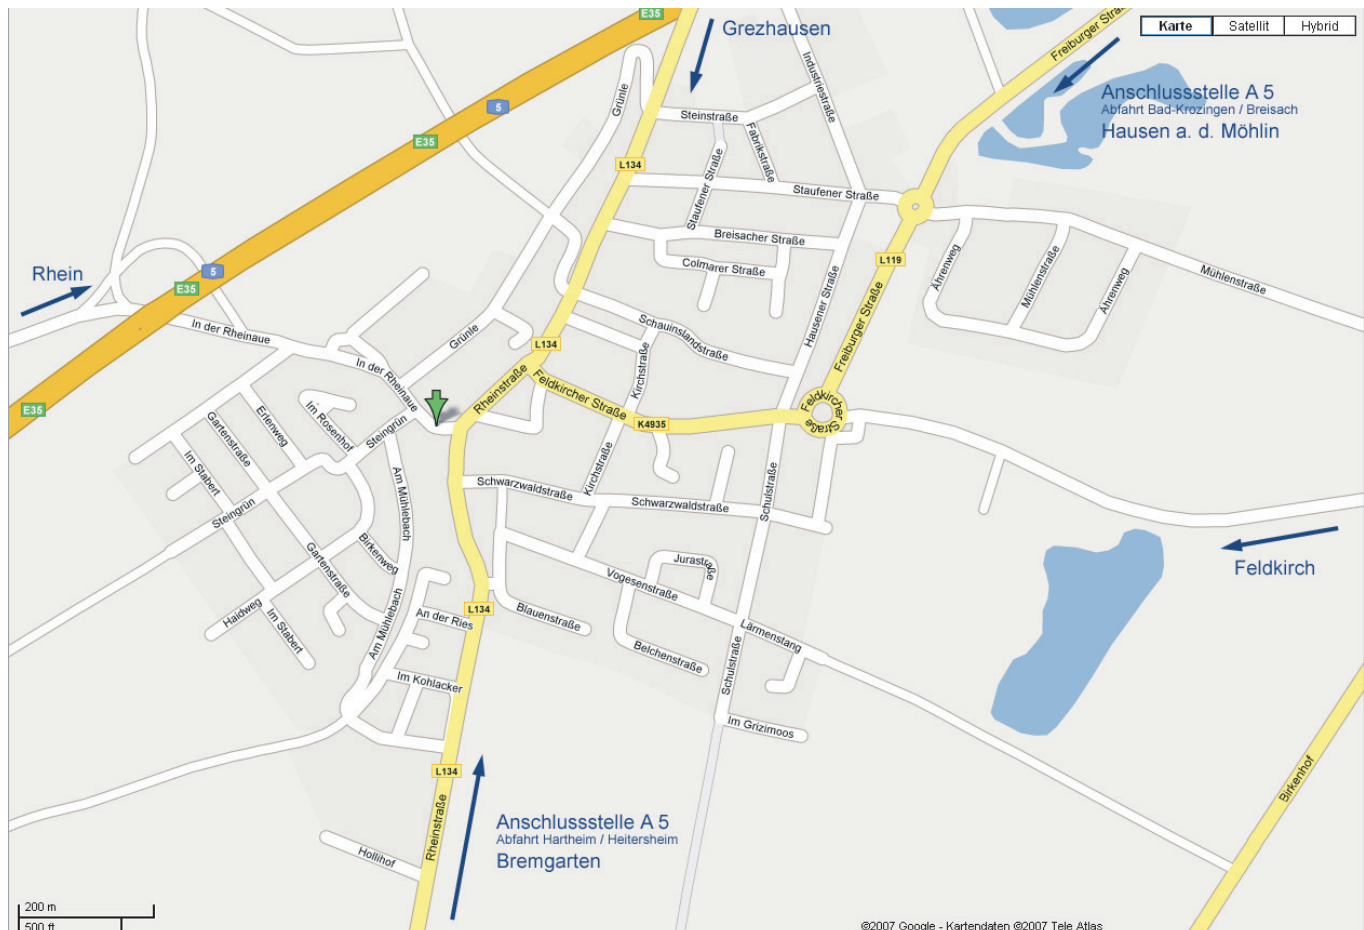 E35
Grezhausen
Freiburger Straß
Karte
Satellit
Hybrid
Grünle
Industriestraße
5
Steinstraße
Fabrikstraße
Anschlussstelle A 5
Abfahrt Bad-Krozingen / Breisach
Hausen a. d. Möhlin
E35
L134
Staufener Straße
Staufener Straße
Breisacher Straße
Colmarer Straße
L119
Ährenweg
Mühlenstraße
Ährenweg
Mühlenstraße
Rhein
5
E35
In der Rheinaue
Grünle
Schauinslandstraße
Hausener Straße
Freiburger Straße
L134
In der Rheinaue
Kirchstraße
Rheinstraße
Feldkircher Straße
Feldkircher
Straße
E35
Im Rosenhof
Erlenweg
Gartenstraße
Steingrün
K4935
Im Stabert
Am Mühlebach
Kirchstraße
Schwarzwaldstraße
Schwarzwaldstraße
Schulstraße
Steingrün
Birkenweg
Gartenstraße
Jurastraße
Vogesenstraße
Feldkirch
Haidweg
Im Stabert
Am Mühlebach
An der Ries
L134
Blauenstraße
Lärmenstang
Belchenstraße
Schulstraße
Im Kohlacker
Im Grizimoos
L134
Birkenhof
Rheinstraße
Anschlussstelle A 5
Abfahrt Hartheim / Heitersheim
Bremgarten
Hollihof
200 m
500 ft
©2007 Google - Kartendaten ©2007 Tele Atlas